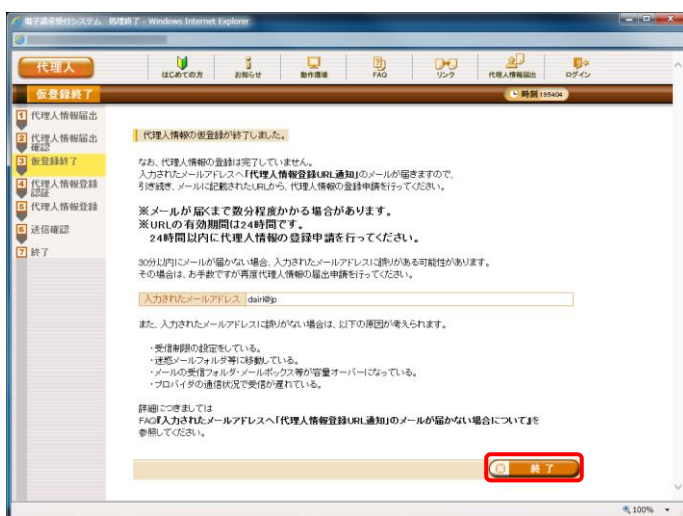 電子請求受付システム 処理終了 - Windows Internet Explorer
代理人
はじめての方 お知らせ 動作環境 FAQ リンク 代理人情報届出 ログイン
仮登録終了
時刻 195404
1 代理人情報届出
2 代理人情報届出
確認
3 仮登録終了
4 代理人情報登録
認証
5 代理人情報登録
6 送信確認
7 終了
代理人情報の仮登録が終了しました。
なお、代理人情報の登録は完了していません。
入力されたメールアドレスへ「代理人情報登録URL通知」のメールが届きますので、
引き続き、メールに記載されたURLから、代理人情報の登録申請を行ってください。
※メールが届くまで数分程度かかる場合があります。
※URLの有効期間は24時間です。
24時間以内に代理人情報の登録申請を行ってください。
30分以内にメールが届かない場合、入力されたメールアドレスに誤りがある可能性があります。
その場合は、お手数ですが再度代理人情報の届出申請を行ってください。
入力されたメールアドレス dairi@jp
また、入力されたメールアドレスに誤りがない場合は、以下の原因が考えられます。
・受信制限の設定をしている。
・迷惑メールフォルダ等に移動している。
・メールの受信フォルダ・メールボックス等が容量オーバーになっている。
・プロバイダの通信状況で受信が遅れている。
詳細につきましては
FAQ『入力されたメールアドレスへ「代理人情報登録URL通知」のメールが届かない場合について』を
参照してください。
終了
100%